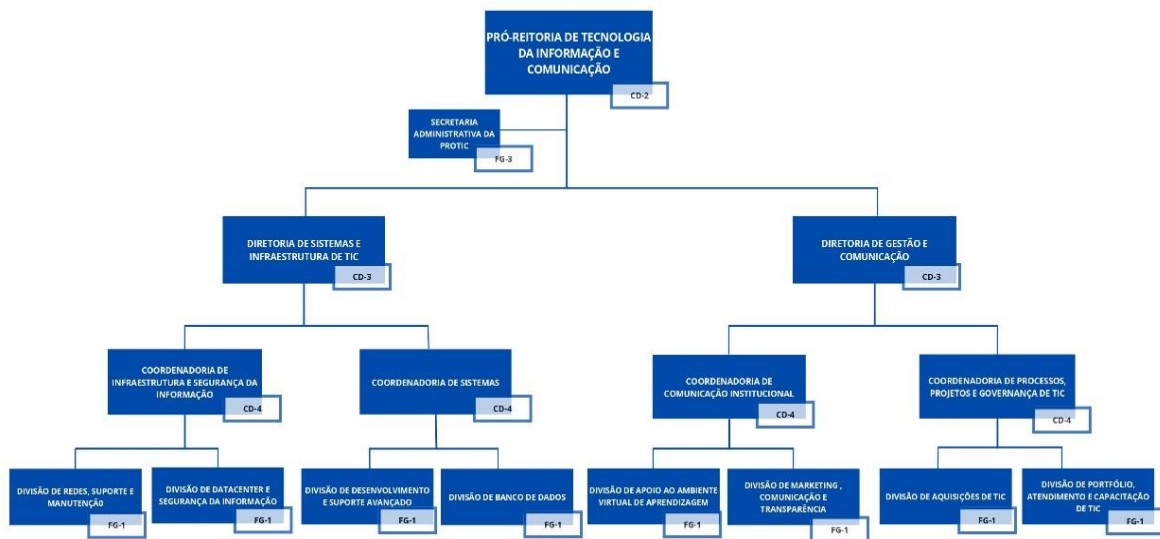 PRÓ-REITORIA DE TECNOLOGIA
DA INFORMAÇÃO E
COMUNICAÇÃO
CD-2
SECRETARIA
ADMINISTRATIVA DA
PROTIC
FG-3
DIRETORIA DE SISTEMAS E
INFRAESTRUTURA DE TIC
CD-3
DIRETORIA DE GESTÃO E
COMUNICAÇÃO
CD-3
COORDENADORIA DE
INFRAESTRUTURA E SEGURANÇA DA
INFORMAÇÃO
CD-4
COORDENADORIA DE SISTEMAS
CD-4
COORDENADORIA DE
COMUNICAÇÃO INSTITUCIONAL
CD-4
COORDENADORIA DE PROCESSOS,
PROJETOS E GOVERNANÇA DE TIC
CD-4
DIVISÃO DE REDES, SUPORTE E
MANUTENÇÃO
FG-1
DIVISÃO DE DATACENTER E
SEGURANÇA DA INFORMAÇÃO
FG-1
DIVISÃO DE DESENVOLVIMENTO
E SUPORTE AVANÇADO
FG-1
DIVISÃO DE BANCO DE DADOS
FG-1
DIVISÃO DE APOIO AO AMBIENTE
VIRTUAL DE APRENDIZAGEM
FG-1
DIVISÃO DE MARKETING ,
COMUNICAÇÃO E
TRANSPARÊNCIA
FG-1
DIVISÃO DE AQUISIÇÕES DE TIC
FG-1
DIVISÃO DE PORTFÓLIO,
ATENDIMENTO E CAPACITAÇÃO
DE TIC
FG-1